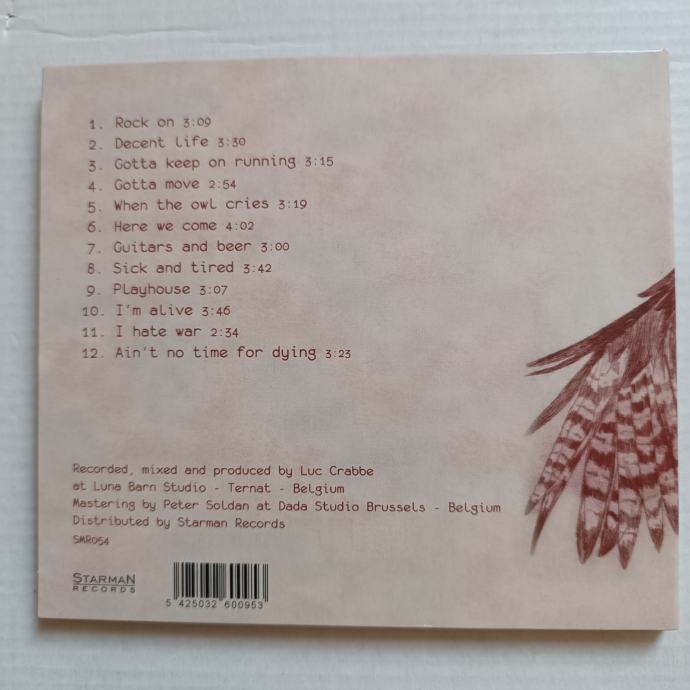 1. Rock on 3:09
2. Decent life 3:30
3. Gotta keep on running 3:15
4. Gotta move 2:54
5. When the owl cries 3:19
6. Here we come 4:02
7. Guitars and beer 3:00
8. Sick and tired 3:42
9. Playhouse 3:07
10. I'm alive 3:46
11. I hate war 2:34
12. Ain't no time for dying 3:23
Recorded, mixed and produced by Luc Crabbe
at Luna Barn Studio - Ternat - Belgium
Mastering by Peter Soldan at Dada Studio Brussels - Belgium
Distributed by Starman Records
SMR054
STARMAN
RECORDS
5 425032 600953